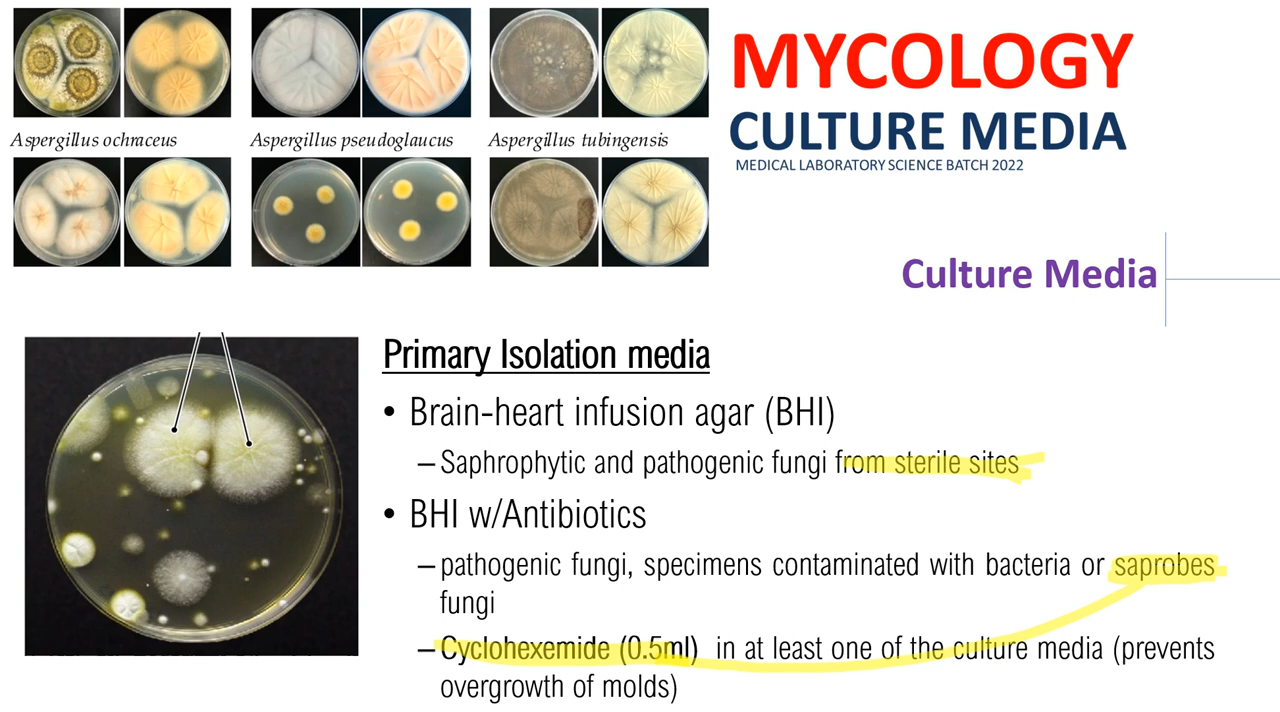 MYCOLOGY
CULTURE MEDIA
MEDICAL LABORATORY SCIENCE BATCH 2022
Aspergillus ochraceus
Aspergillus pseudoglaucus
Aspergillus tubingensis
Culture Media
Primary Isolation media
• Brain-heart infusion agar (BHI)
– Saphrophytic and pathogenic fungi from sterile sites
• BHI w/Antibiotics
– pathogenic fungi, specimens contaminated with bacteria or saprobes
fungi
– Cyclohexemide (0.5ml) in at least one of the culture media (prevents
overgrowth of molds)